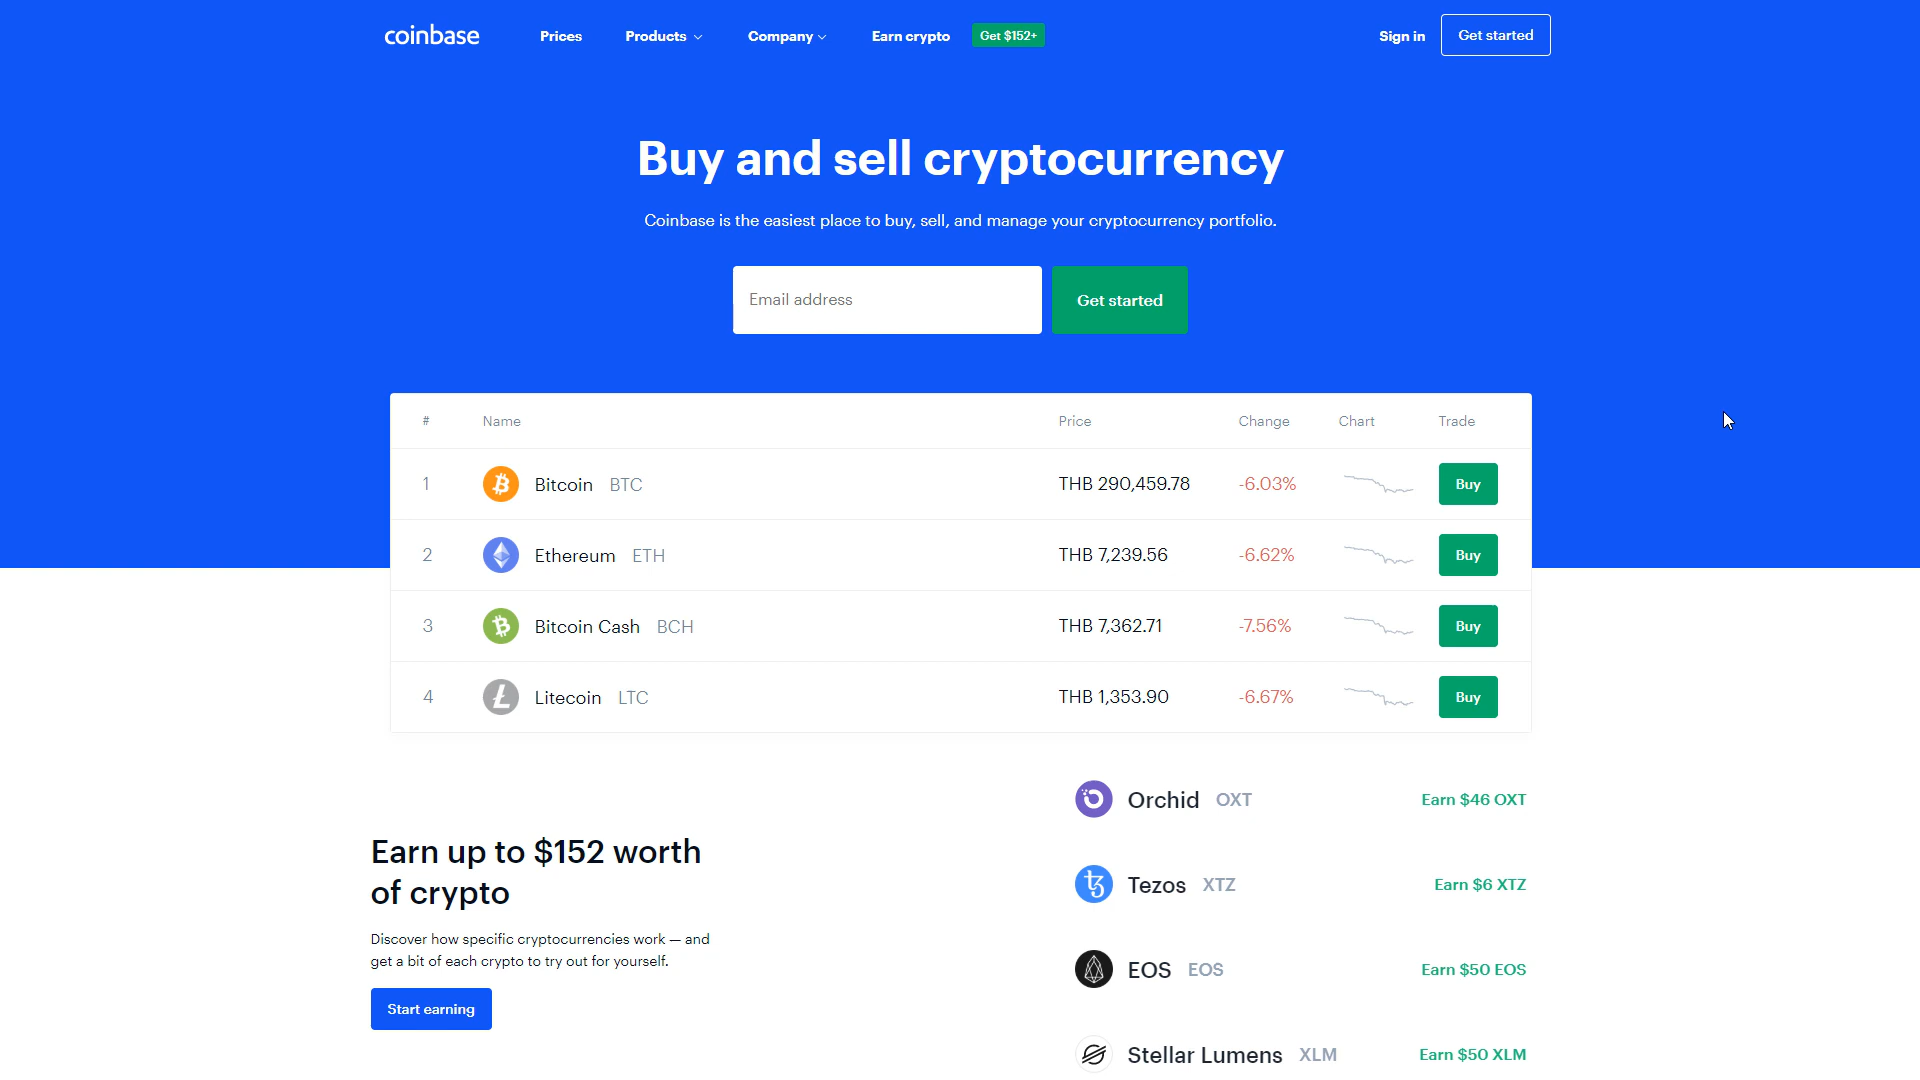 coinbase Prices Products Company Earn crypto Get $152+ Sign in Get started
Buy and sell cryptocurrency
Coinbase is the easiest place to buy, sell, and manage your cryptocurrency portfolio.
Email address Get started
# Name Price Change Chart Trade
1 Bitcoin BTC THB 290,459.78 -6.03% Buy
2 Ethereum ETH THB 7,239.56 -6.62% Buy
3 Bitcoin Cash BCH THB 7,362.71 -7.56% Buy
4 Litecoin LTC THB 1,353.90 -6.67% Buy
Earn up to $152 worth
of crypto
Discover how specific cryptocurrencies work — and
get a bit of each crypto to try out for yourself.
Start earning
Orchid OXT Earn $46 OXT
Tezos XTZ Earn $6 XTZ
EOS EOS Earn $50 EOS
Stellar Lumens XLM Earn $50 XLM